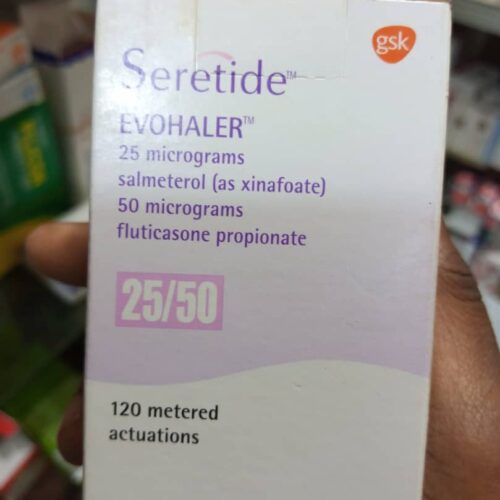 gsk
Seretide™
EVOHALER™
25 micrograms
salmeterol (as xinafoate)
50 micrograms
fluticasone propionate
25/50
120 metered
actuations